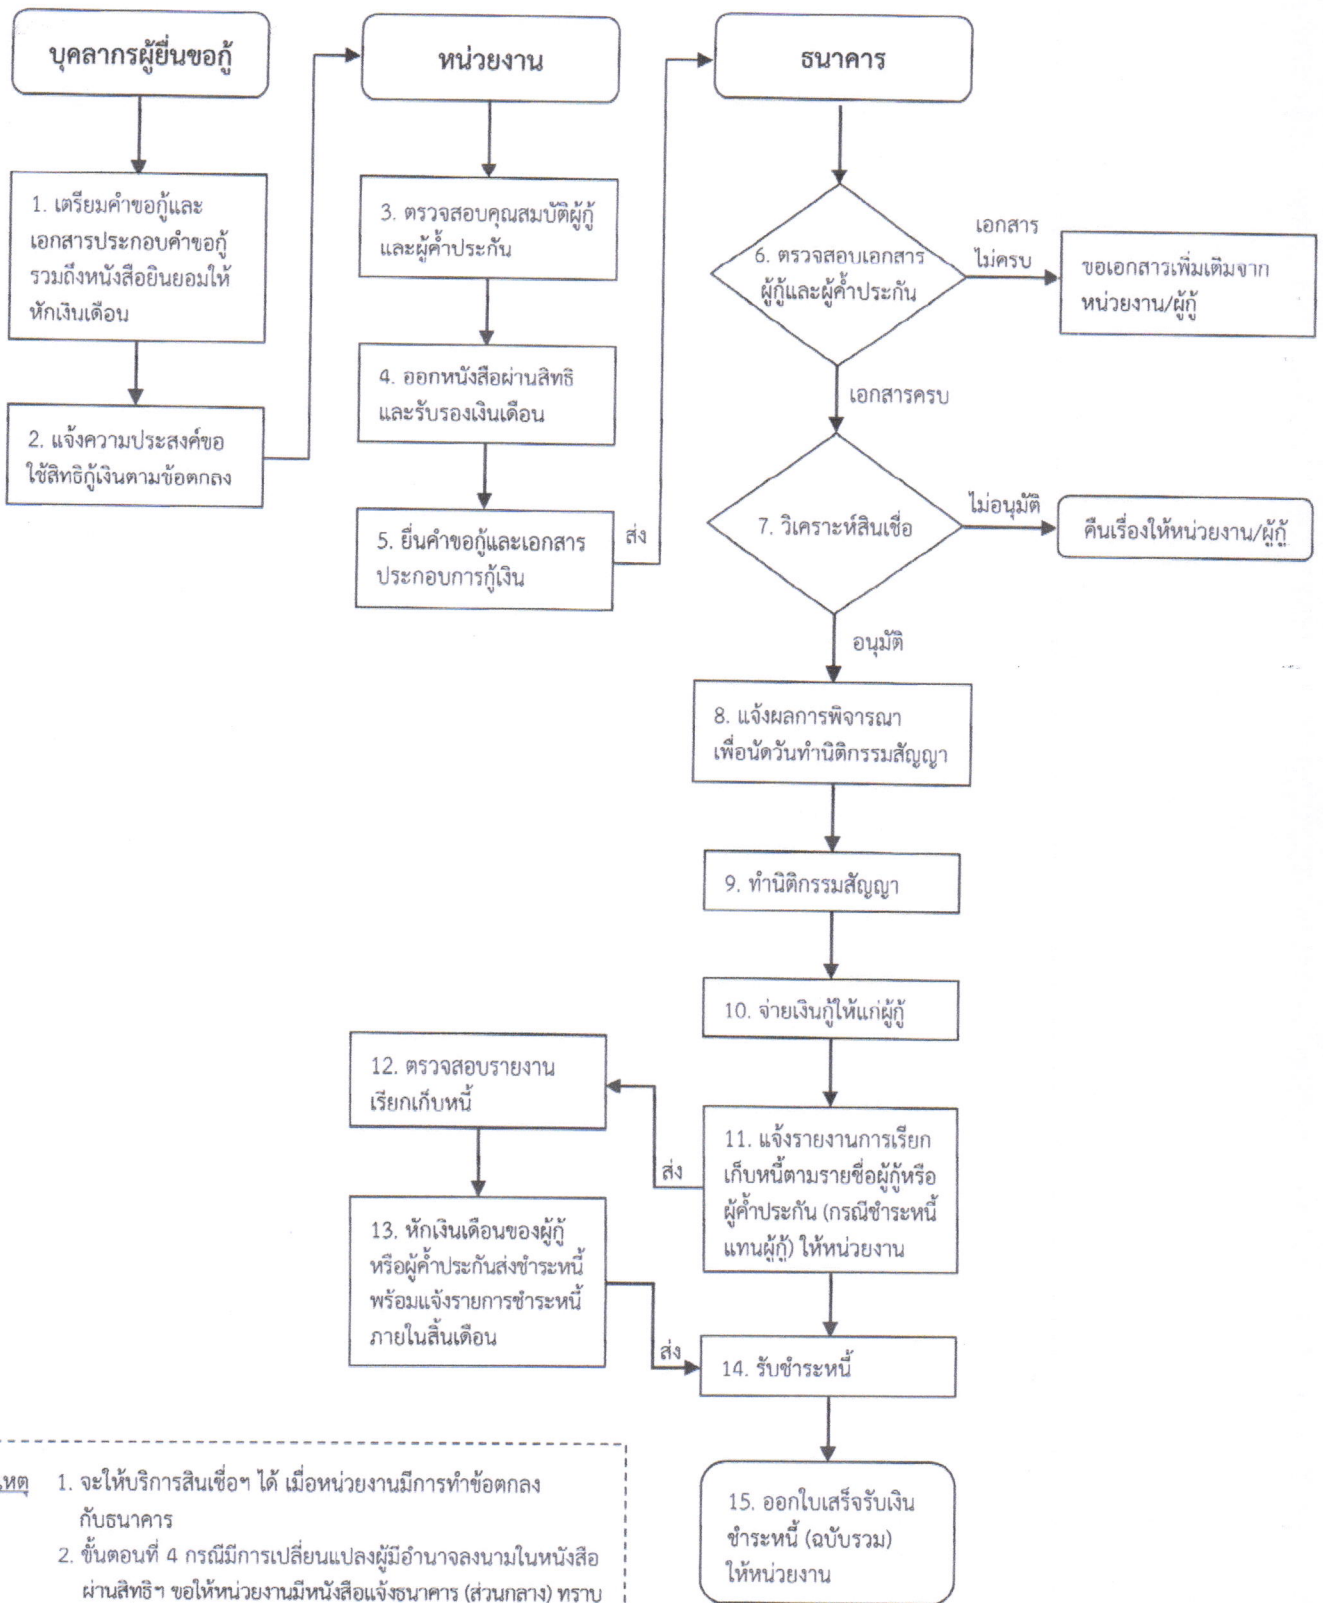 บุคลากรผู้ยื่นขอกู้
หน่วยงาน
ธนาคาร
1. เตรียมคำขอกู้และ
เอกสารประกอบคำขอกู้
รวมถึงหนังสือยินยอมให้
หักเงินเดือน
2. แจ้งความประสงค์ขอ
ใช้สิทธิกู้เงินตามข้อตกลง
3. ตรวจสอบคุณสมบัติผู้กู้
และผู้ค้ำประกัน
4. ออกหนังสือผ่านสิทธิ
และรับรองเงินเดือน
5. ยื่นคำขอกู้และเอกสาร
ประกอบการกู้เงิน
ส่ง
6. ตรวจสอบเอกสาร
ผู้กู้และผู้ค้ำประกัน
เอกสาร
ไม่ครบ
ขอเอกสารเพิ่มเติมจาก
หน่วยงาน/ผู้กู้
เอกสารครบ
7. วิเคราะห์สินเชื่อ
ไม่อนุมัติ
คืนเรื่องให้หน่วยงาน/ผู้กู้
อนุมัติ
8. แจ้งผลการพิจารณา
เพื่อนัดวันทำนิติกรรมสัญญา
9. ทำนิติกรรมสัญญา
10. จ่ายเงินกู้ให้แก่ผู้กู้
11. แจ้งรายงานการเรียก
เก็บหนี้ตามรายชื่อผู้กู้หรือ
ผู้ค้ำประกัน (กรณีชำระหนี้
แทนผู้กู้) ให้หน่วยงาน
ส่ง
12. ตรวจสอบรายงาน
เรียกเก็บหนี้
13. หักเงินเดือนของผู้กู้
หรือผู้ค้ำประกันส่งชำระหนี้
พร้อมแจ้งรายการชำระหนี้
ภายในสิ้นเดือน
ส่ง
14. รับชำระหนี้
15. ออกใบเสร็จรับเงิน
ชำระหนี้ (ฉบับรวม)
ให้หน่วยงาน
เหตุ 1. จะให้บริการสินเชื่อฯ ได้ เมื่อหน่วยงานมีการทำข้อตกลง
กับธนาคาร
2. ขั้นตอนที่ 4 กรณีมีการเปลี่ยนแปลงผู้มีอำนาจลงนามในหนังสือ
ผ่านสิทธิฯ ขอให้หน่วยงานมีหนังสือแจ้งธนาคาร (ส่วนกลาง) ทราบ